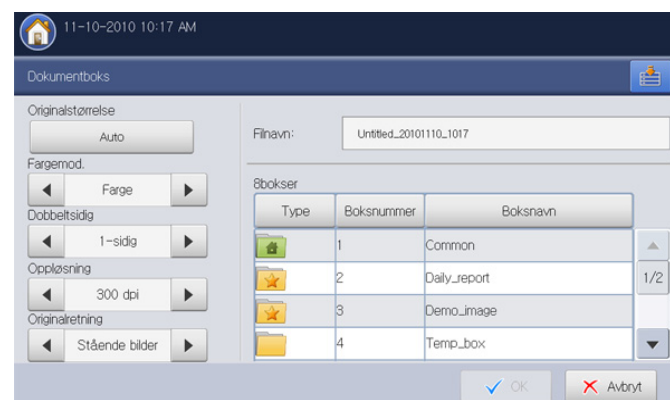 11-10-2010 10:17 AM
Dokumentboks
Originalstørrelse
Auto
Fargemod.
Farge
Dobbeltsidig
1-sidig
Oppløsning
300 dpi
Originalretning
Stående bilder
Filnavn: Untitled_20101110_1017
8bokser
Type Boksnummer Boksnavn
1 Common
2 Daily_report
3 Demo_image
4 Temp_box
1/2
OK Avbryt